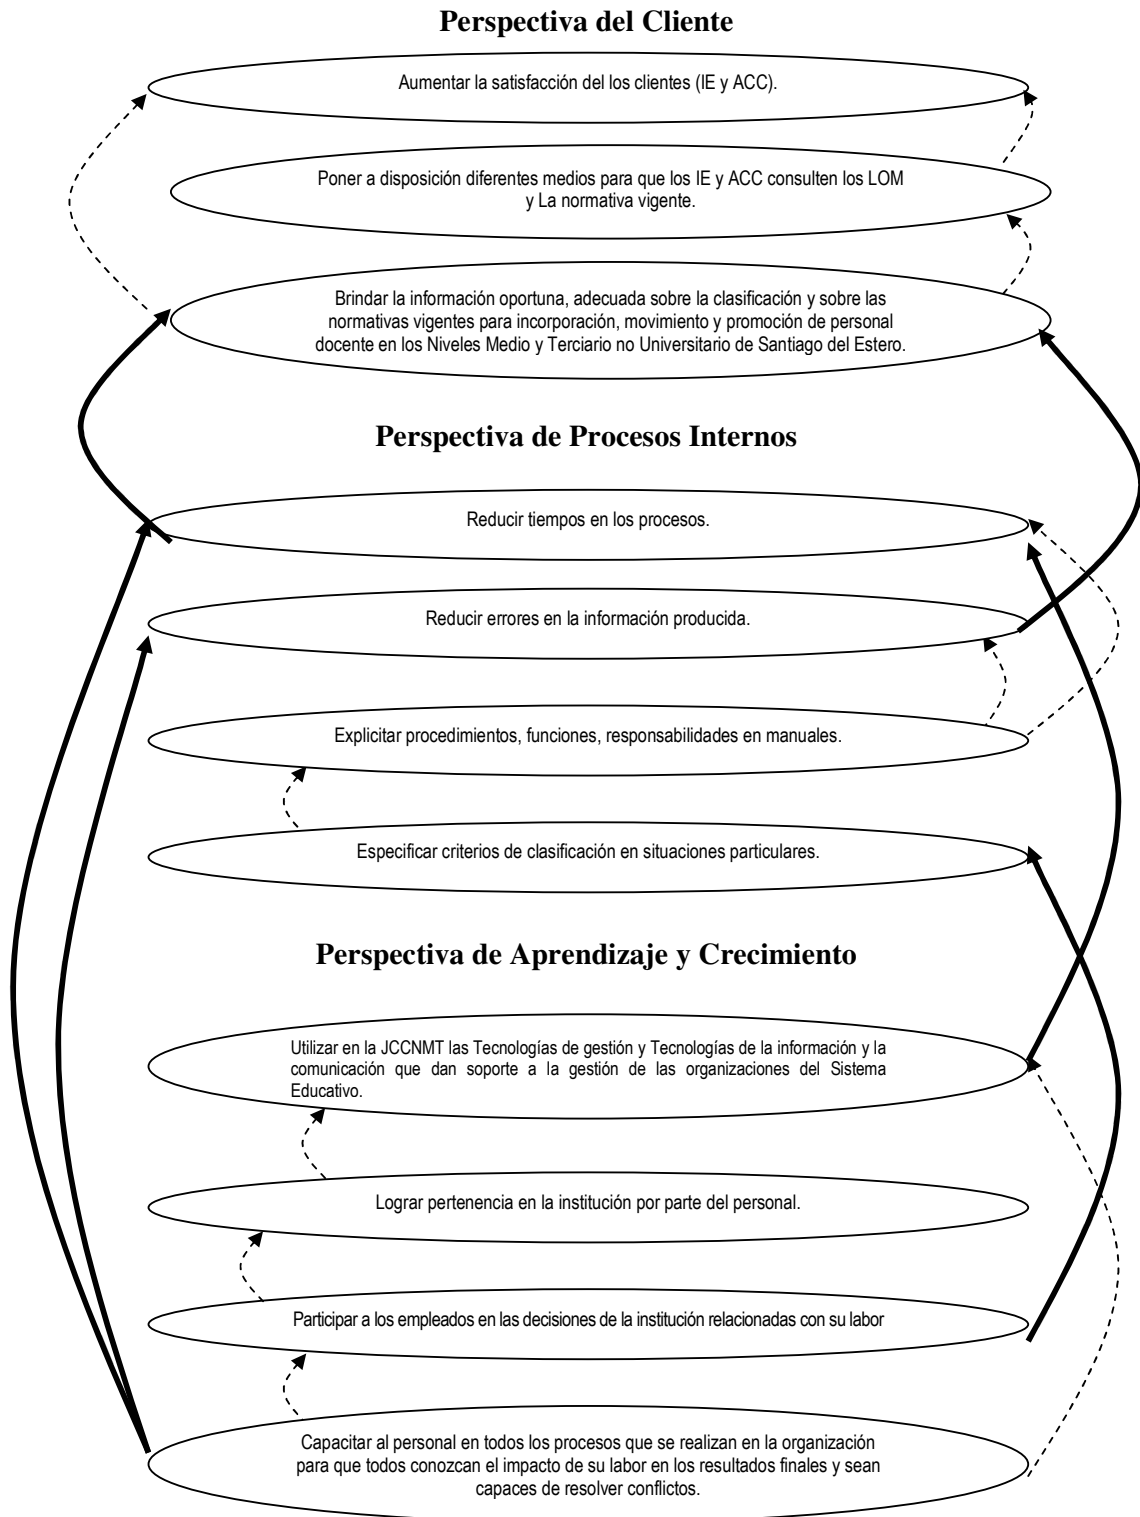 Perspectiva del Cliente
Aumentar la satisfacción del los clientes (IE y ACC).
Poner a disposición diferentes medios para que los IE y ACC consulten los LOM
y La normativa vigente.
Brindar la información oportuna, adecuada sobre la clasificación y sobre las
normativas vigentes para incorporación, movimiento y promoción de personal
docente en los Niveles Medio y Terciario no Universitario de Santiago del Estero.
Perspectiva de Procesos Internos
Reducir tiempos en los procesos.
Reducir errores en la información producida.
Explicitar procedimientos, funciones, responsabilidades en manuales.
Especificar criterios de clasificación en situaciones particulares.
Perspectiva de Aprendizaje y Crecimiento
Utilizar en la JCCNMT las Tecnologías de gestión y Tecnologías de la información y la
comunicación que dan soporte a la gestión de las organizaciones del Sistema
Educativo.
Lograr pertenencia en la institución por parte del personal.
Participar a los empleados en las decisiones de la institución relacionadas con su labor
Capacitar al personal en todos los procesos que se realizan en la organización
para que todos conozcan el impacto de su labor en los resultados finales y sean
capaces de resolver conflictos.